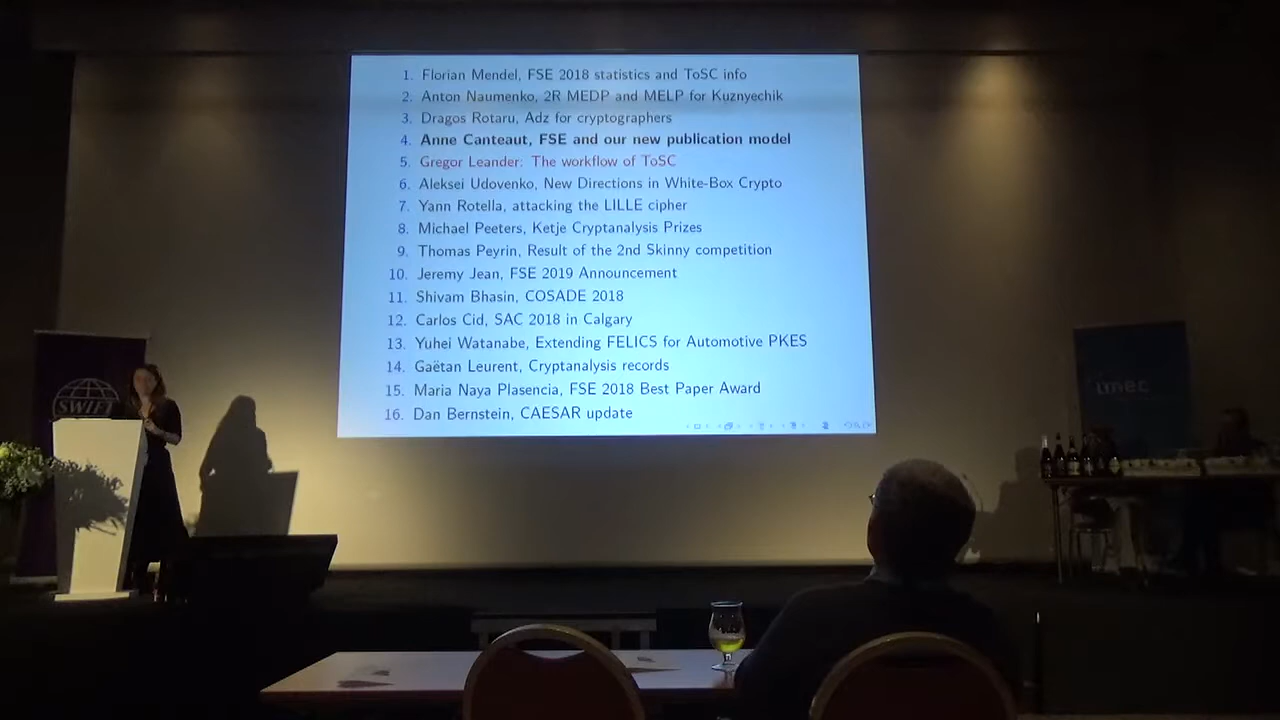 1. Florian Mendel, FSE 2018 statistics and ToSC info
2. Anton Naumenko, 2R MEDP and MELP for Kuznyechik
3. Dragos Rotaru, Adz for cryptographers
4. Anne Canteaut, FSE and our new publication model
5. Gregor Leander: The workflow of ToSC
6. Aleksei Udovenko, New Directions in White-Box Crypto
7. Yann Rotella, attacking the LILLE cipher
8. Michael Peeters, Ketje Cryptanalysis Prizes
9. Thomas Peyrin, Result of the 2nd Skinny competition
10. Jeremy Jean, FSE 2019 Announcement
11. Shivam Bhasin, COSADE 2018
12. Carlos Cid, SAC 2018 in Calgary
13. Yuhei Watanabe, Extending FELICS for Automotive PKES
14. Gaëtan Leurent, Cryptanalysis records
15. Maria Naya Plasencia, FSE 2018 Best Paper Award
16. Dan Bernstein, CAESAR update
SWIFT
imec